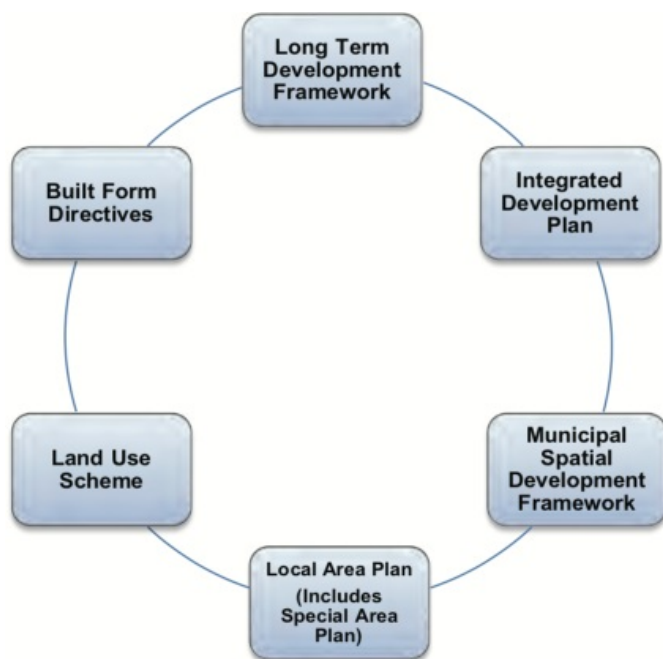 Long Term
Development
Framework
Integrated
Development
Plan
Municipal
Spatial
Development
Framework
Local Area Plan
(Includes
Special Area
Plan)
Land Use
Scheme
Built Form
Directives